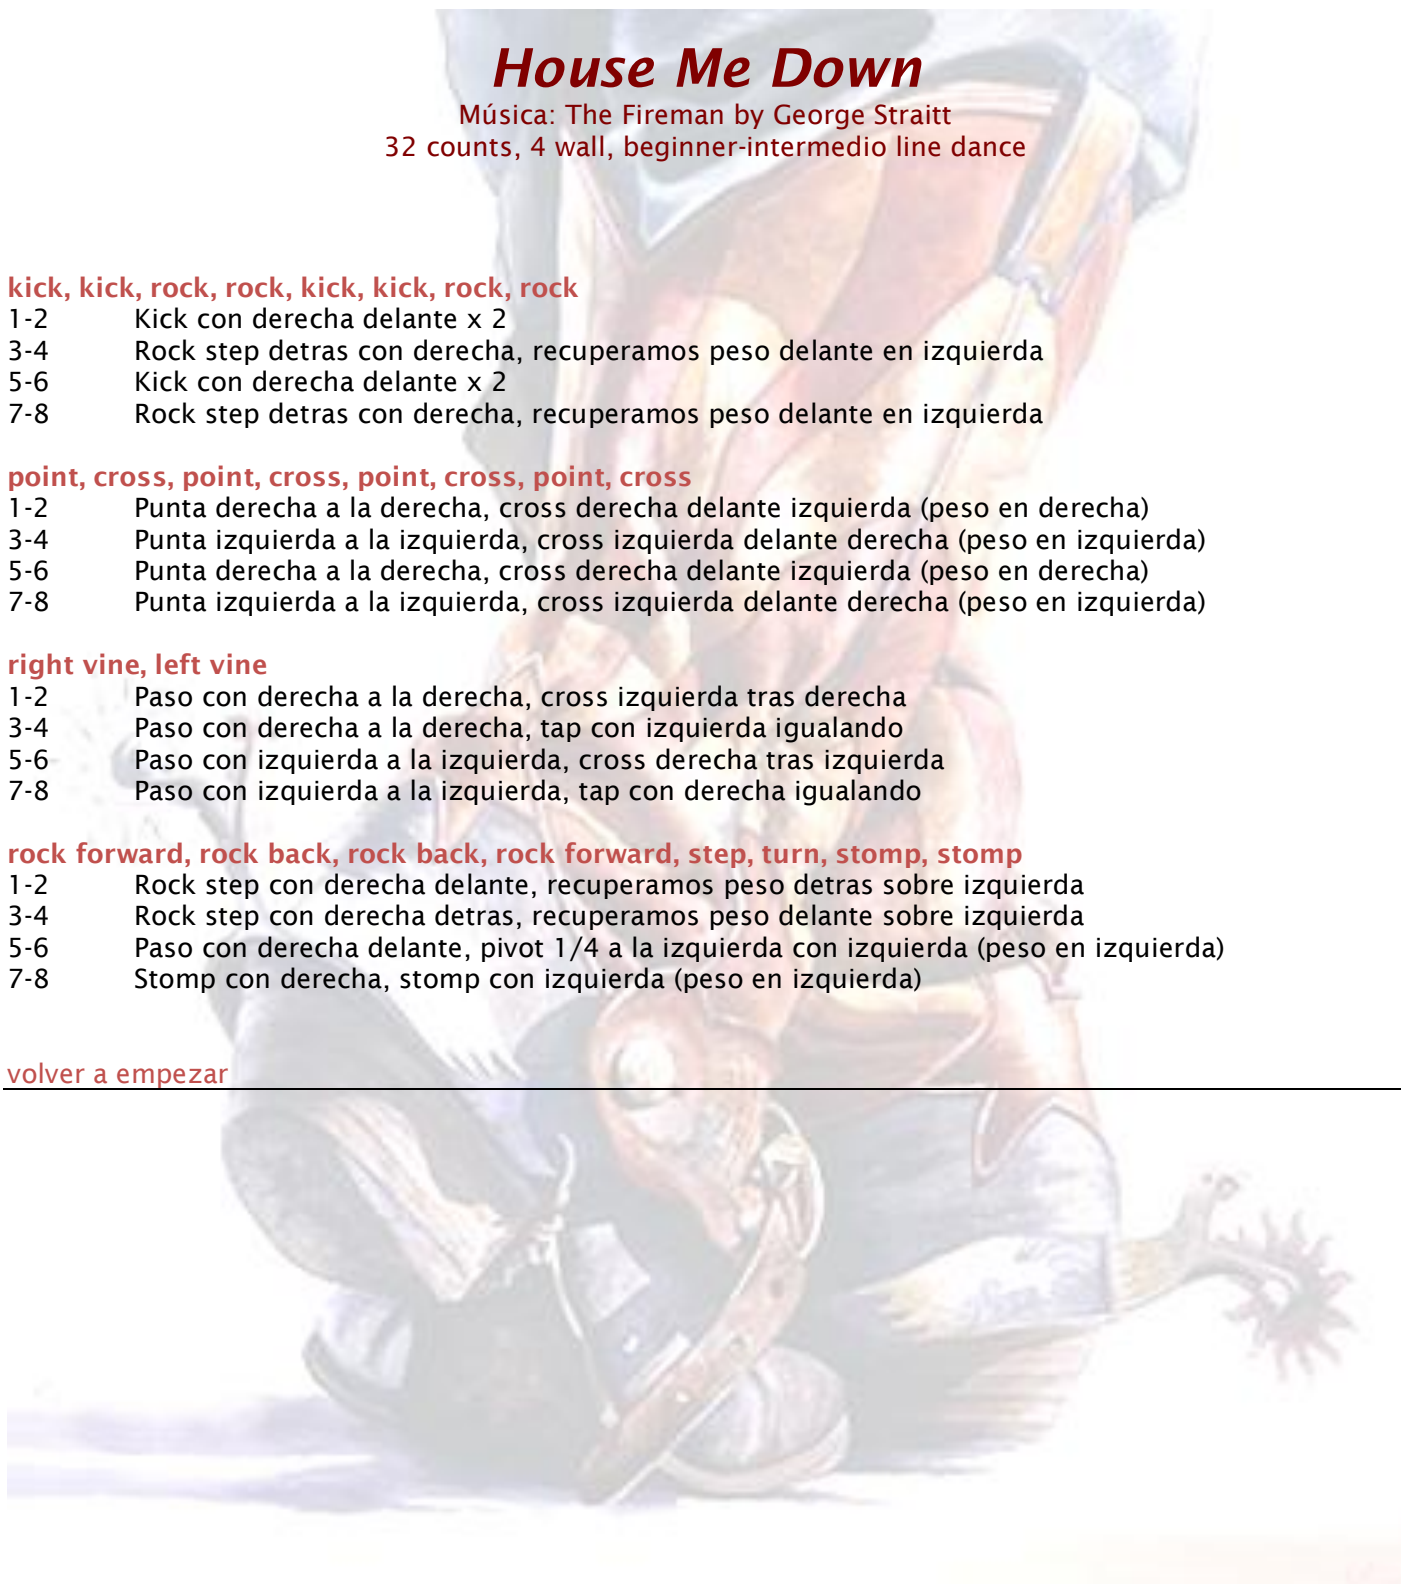 House Me Down
Música: The Fireman by George Straitt
32 counts, 4 wall, beginner-intermedio line dance
kick, kick, rock, rock, kick, kick, rock, rock
1-2 Kick con derecha delante x 2
3-4 Rock step detras con derecha, recuperamos peso delante en izquierda
5-6 Kick con derecha delante x 2
7-8 Rock step detras con derecha, recuperamos peso delante en izquierda
point, cross, point, cross, point, cross, point, cross
1-2 Punta derecha a la derecha, cross derecha delante izquierda (peso en derecha)
3-4 Punta izquierda a la izquierda, cross izquierda delante derecha (peso en izquierda)
5-6 Punta derecha a la derecha, cross derecha delante izquierda (peso en derecha)
7-8 Punta izquierda a la izquierda, cross izquierda delante derecha (peso en izquierda)
right vine, left vine
1-2 Paso con derecha a la derecha, cross izquierda tras derecha
3-4 Paso con derecha a la derecha, tap con izquierda igualando
5-6 Paso con izquierda a la izquierda, cross derecha tras izquierda
7-8 Paso con izquierda a la izquierda, tap con derecha igualando
rock forward, rock back, rock back, rock forward, step, turn, stomp, stomp
1-2 Rock step con derecha delante, recuperamos peso detras sobre izquierda
3-4 Rock step con derecha detras, recuperamos peso delante sobre izquierda
5-6 Paso con derecha delante, pivot 1/4 a la izquierda con izquierda (peso en izquierda)
7-8 Stomp con derecha, stomp con izquierda (peso en izquierda)
volver a empezar